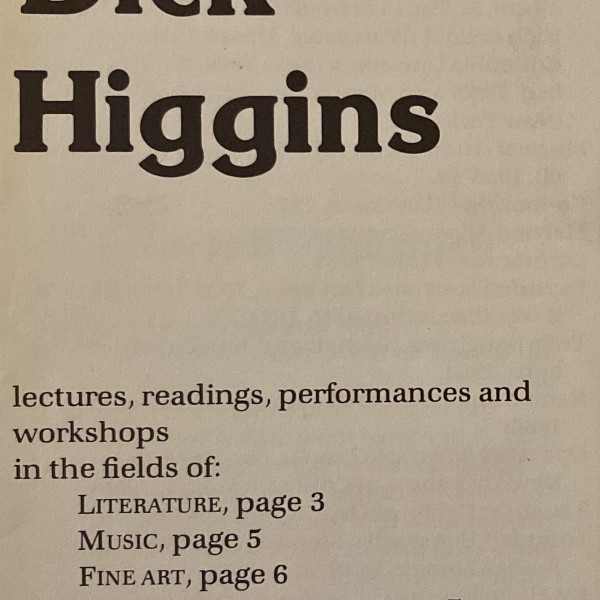 Dick
Higgins
lectures, readings, performances and
workshops
in the fields of:
LITERATURE, page 3
MUSIC, page 5
FINE ART, page 6